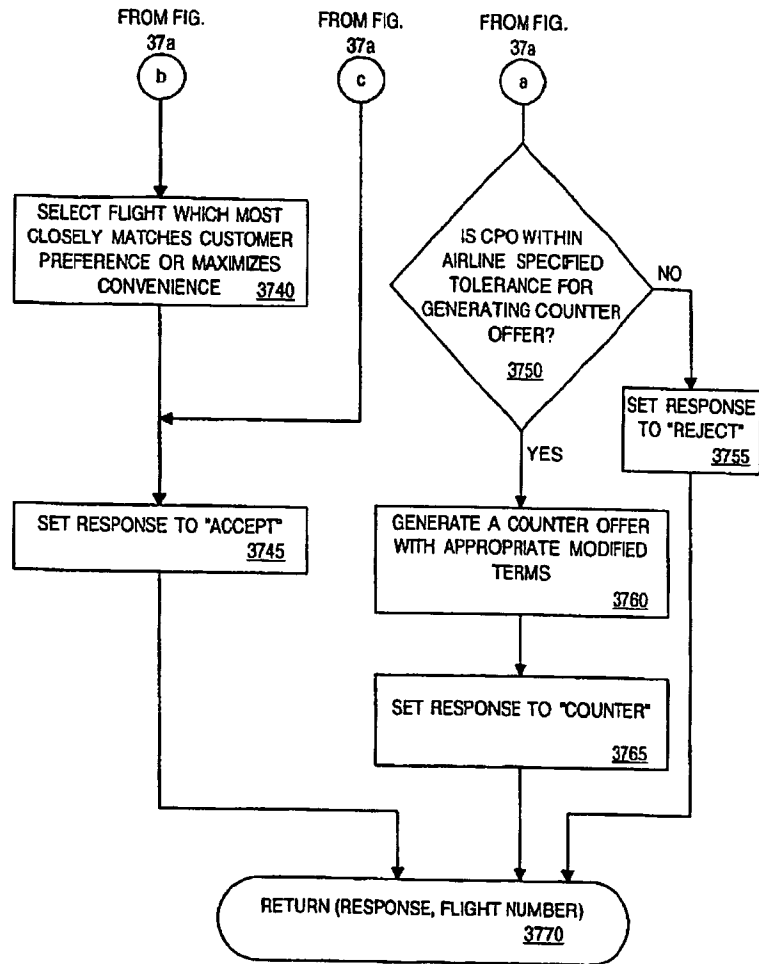 FROM FIG.
37a
b
FROM FIG.
37a
c
FROM FIG.
37a
a
SELECT FLIGHT WHICH MOST
CLOSELY MATCHES CUSTOMER
PREFERENCE OR MAXIMIZES
CONVENIENCE
3740
IS CPO WITHIN
AIRLINE SPECIFIED
TOLERANCE FOR
GENERATING COUNTER
OFFER?
3750
NO
SET RESPONSE
TO "REJECT"
3755
YES
SET RESPONSE TO "ACCEPT"
3745
GENERATE A COUNTER OFFER
WITH APPROPRIATE MODIFIED
TERMS
3760
SET RESPONSE TO "COUNTER"
3765
RETURN (RESPONSE, FLIGHT NUMBER)
3770